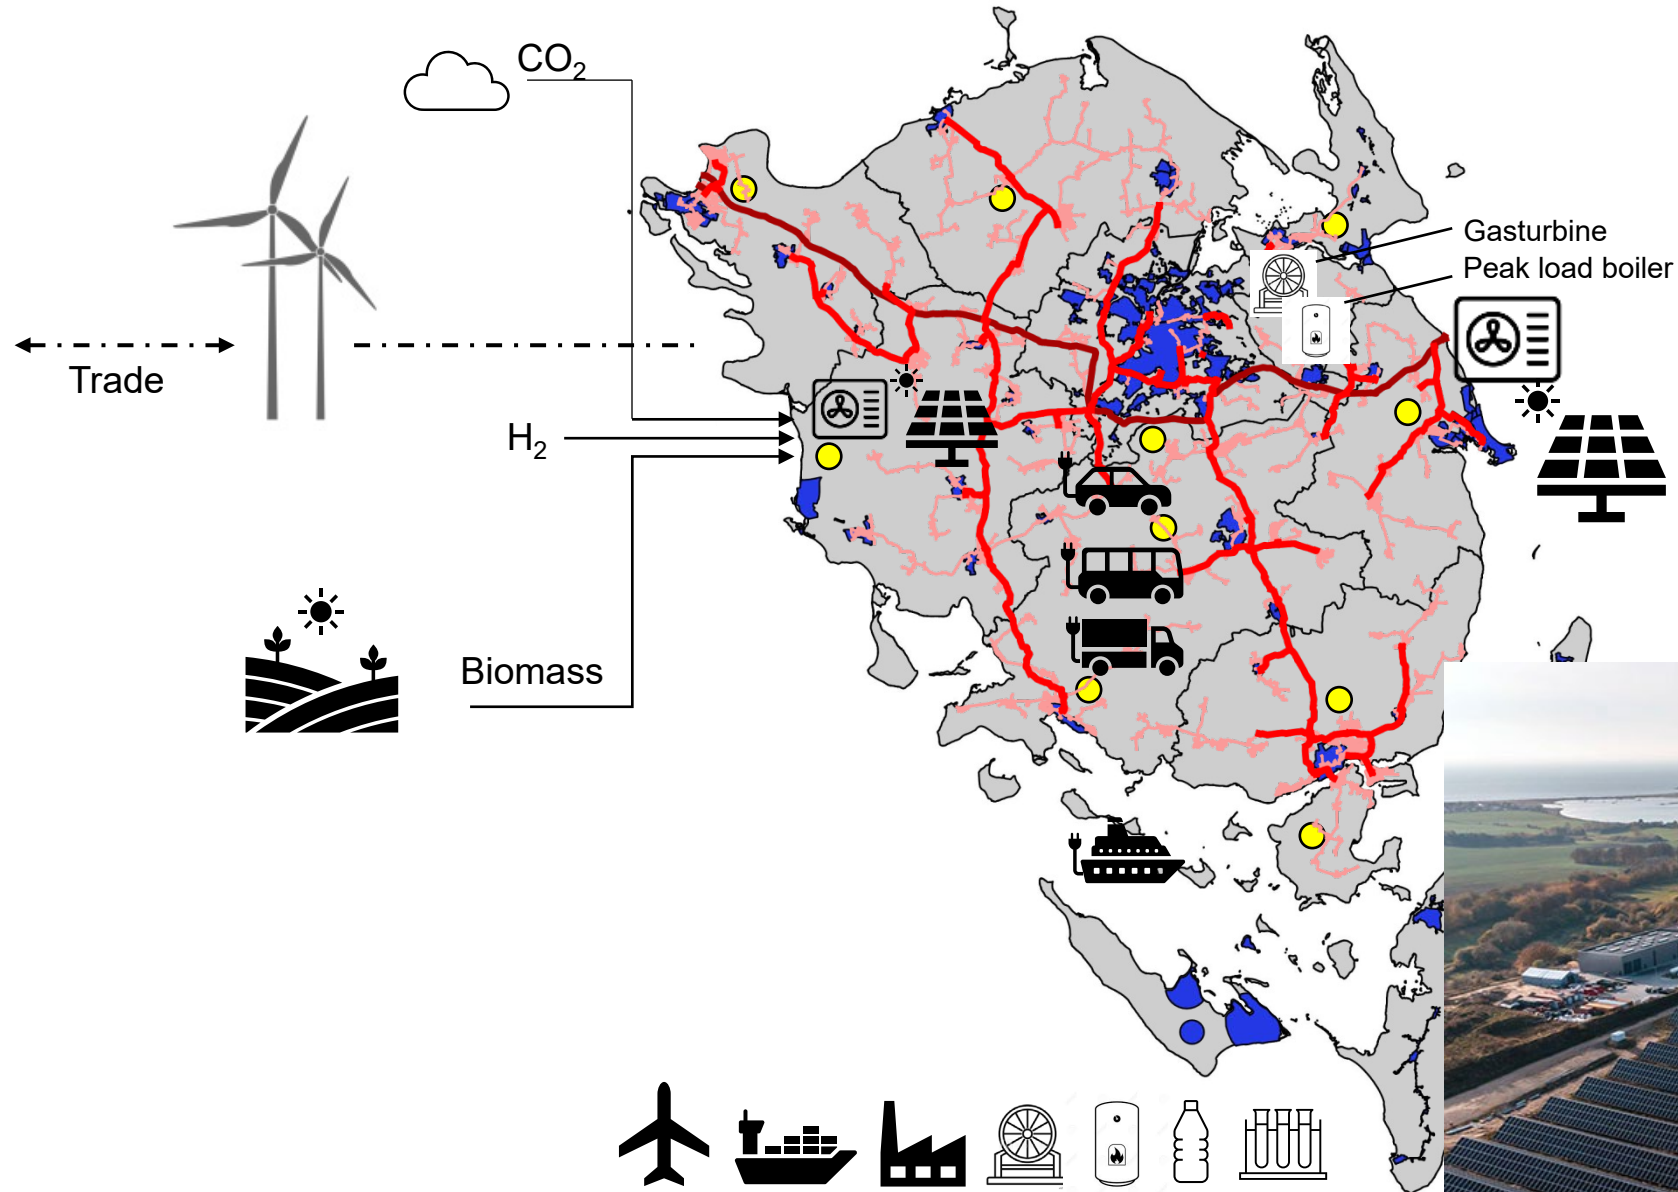 CO₂
Gasturbine
Peak load boiler
Trade
H₂
Biomass